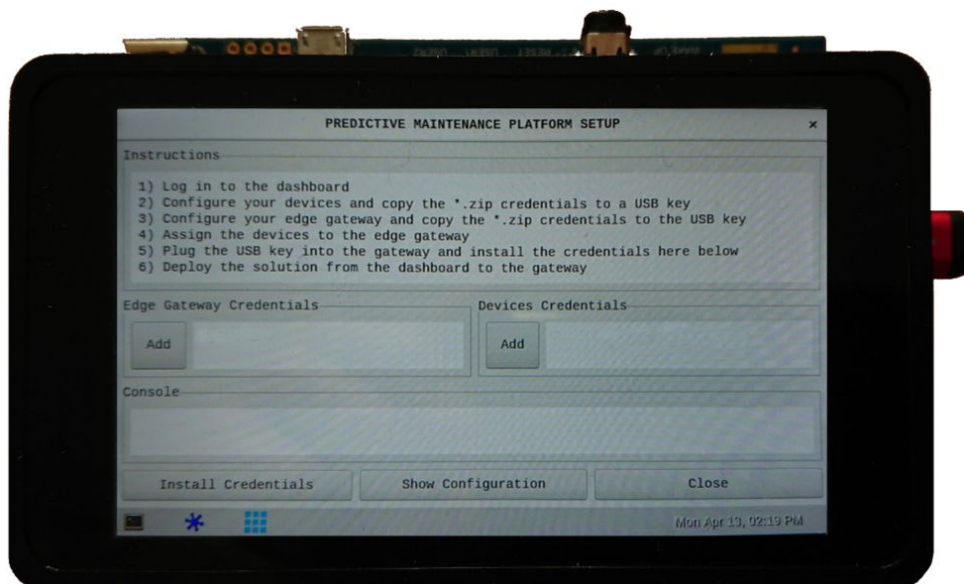 PREDICTIVE MAINTENANCE PLATFORM SETUP ×
Instructions
1) Log in to the dashboard
2) Configure your devices and copy the *.zip credentials to a USB key
3) Configure your edge gateway and copy the *.zip credentials to the USB key
4) Assign the devices to the edge gateway
5) Plug the USB key into the gateway and install the credentials here below
6) Deploy the solution from the dashboard to the gateway
Edge Gateway Credentials
Add
Devices Credentials
Add
Console
Install Credentials
Show Configuration
Close
Mon Apr 13, 02:19 PM